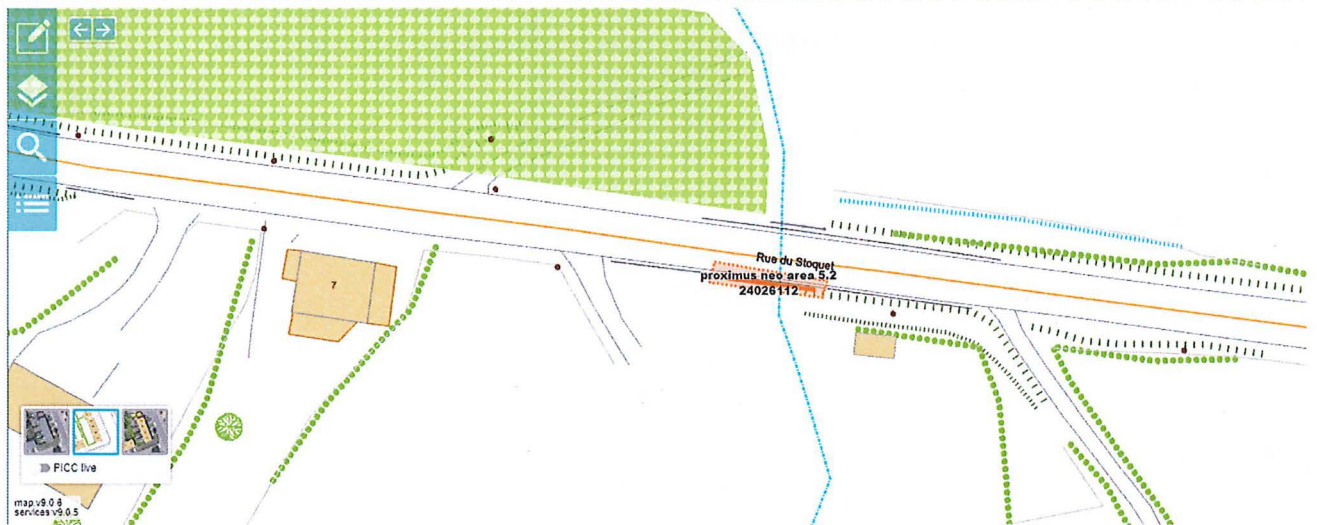 Rue du Stoquet
proximus neo area 5.2
24026112
7
PICC live
map.v9.0.6
services v9.0.5